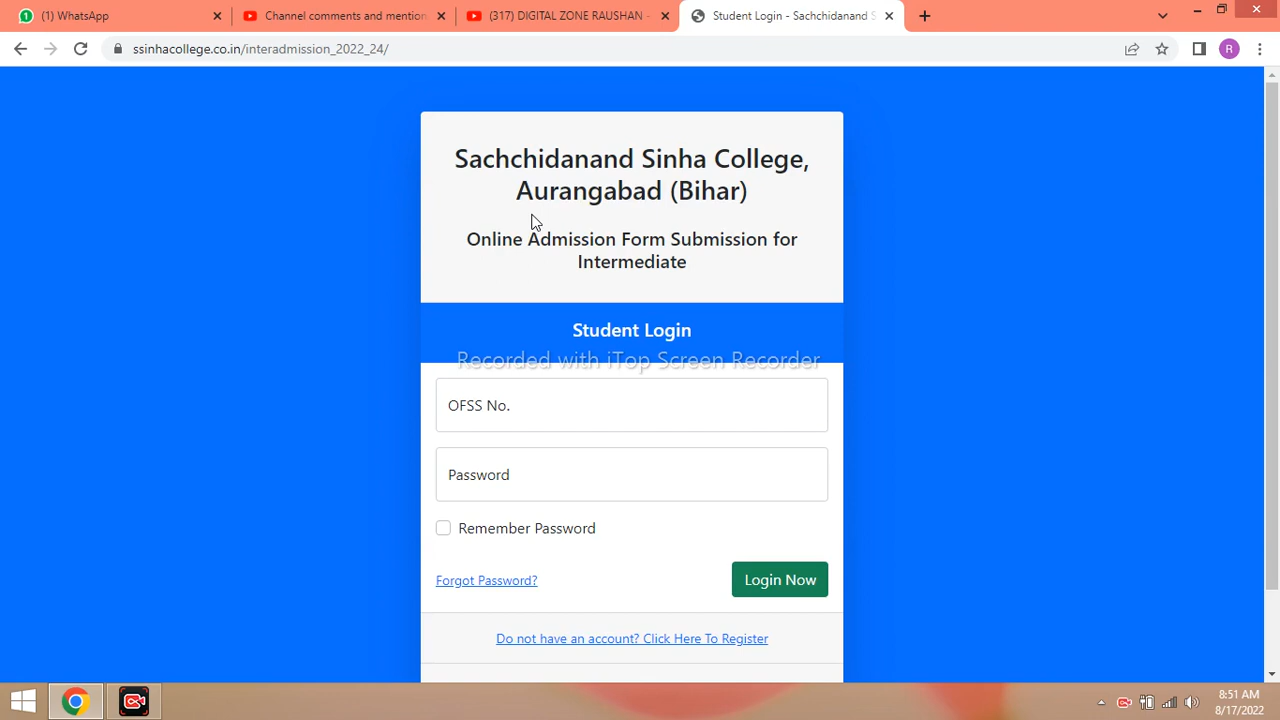 (1) WhatsApp
Channel comments and mention
(317) DIGITAL ZONE RAUSHAN -
Student Login - Sachchidanand S
ssinhacollege.co.in/interadmission_2022_24/
R
Sachchidanand Sinha College,
Aurangabad (Bihar)
Online Admission Form Submission for
Intermediate
Student Login
Recorded with iTop Screen Recorder
OFSS No.
Password
Remember Password
Forgot Password?
Login Now
Do not have an account? Click Here To Register
8:51 AM
8/17/2022